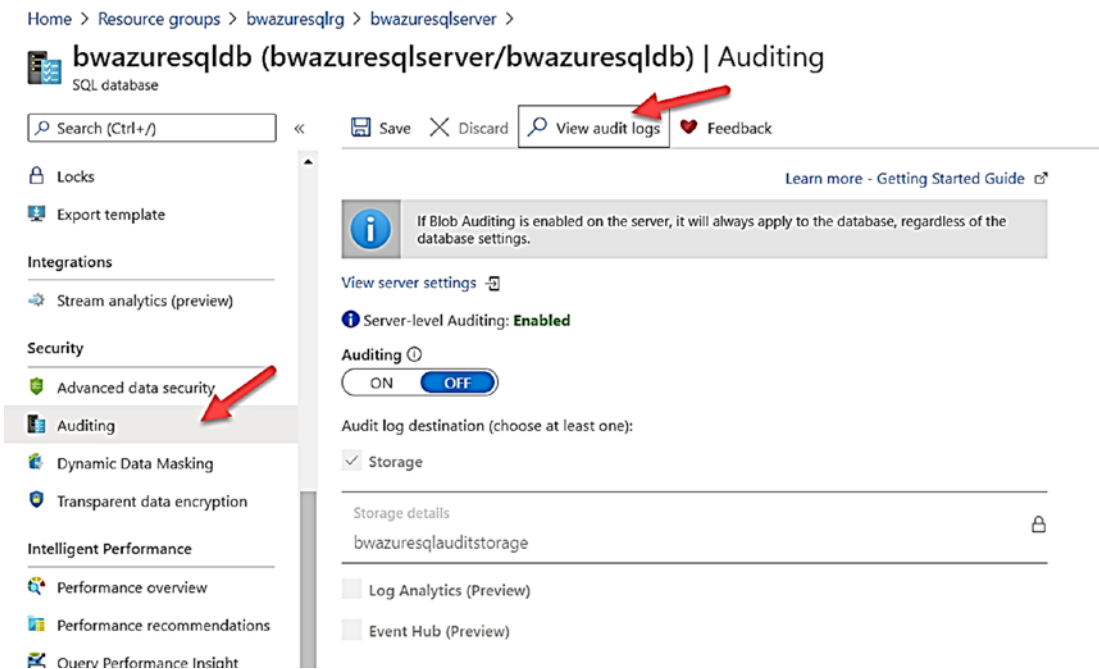 Home > Resource groups > bwazuresqlrg > bwazuresqlserver >
bwazuresqldb (bwazuresqlserver/bwazuresqldb) | Auditing
SQL database
Search (Ctrl+/)
«
Locks
Export template
Integrations
Stream analytics (preview)
Security
Advanced data security
Auditing
Dynamic Data Masking
Transparent data encryption
Intelligent Performance
Performance overview
Performance recommendations
Query Performance Insight
Save Discard View audit logs Feedback
Learn more - Getting Started Guide
If Blob Auditing is enabled on the server, it will always apply to the database, regardless of the
database settings.
View server settings
Server-level Auditing: Enabled
Auditing
ON OFF
Audit log destination (choose at least one):
Storage
Storage details
bwazuresqlauditstorage
Log Analytics (Preview)
Event Hub (Preview)